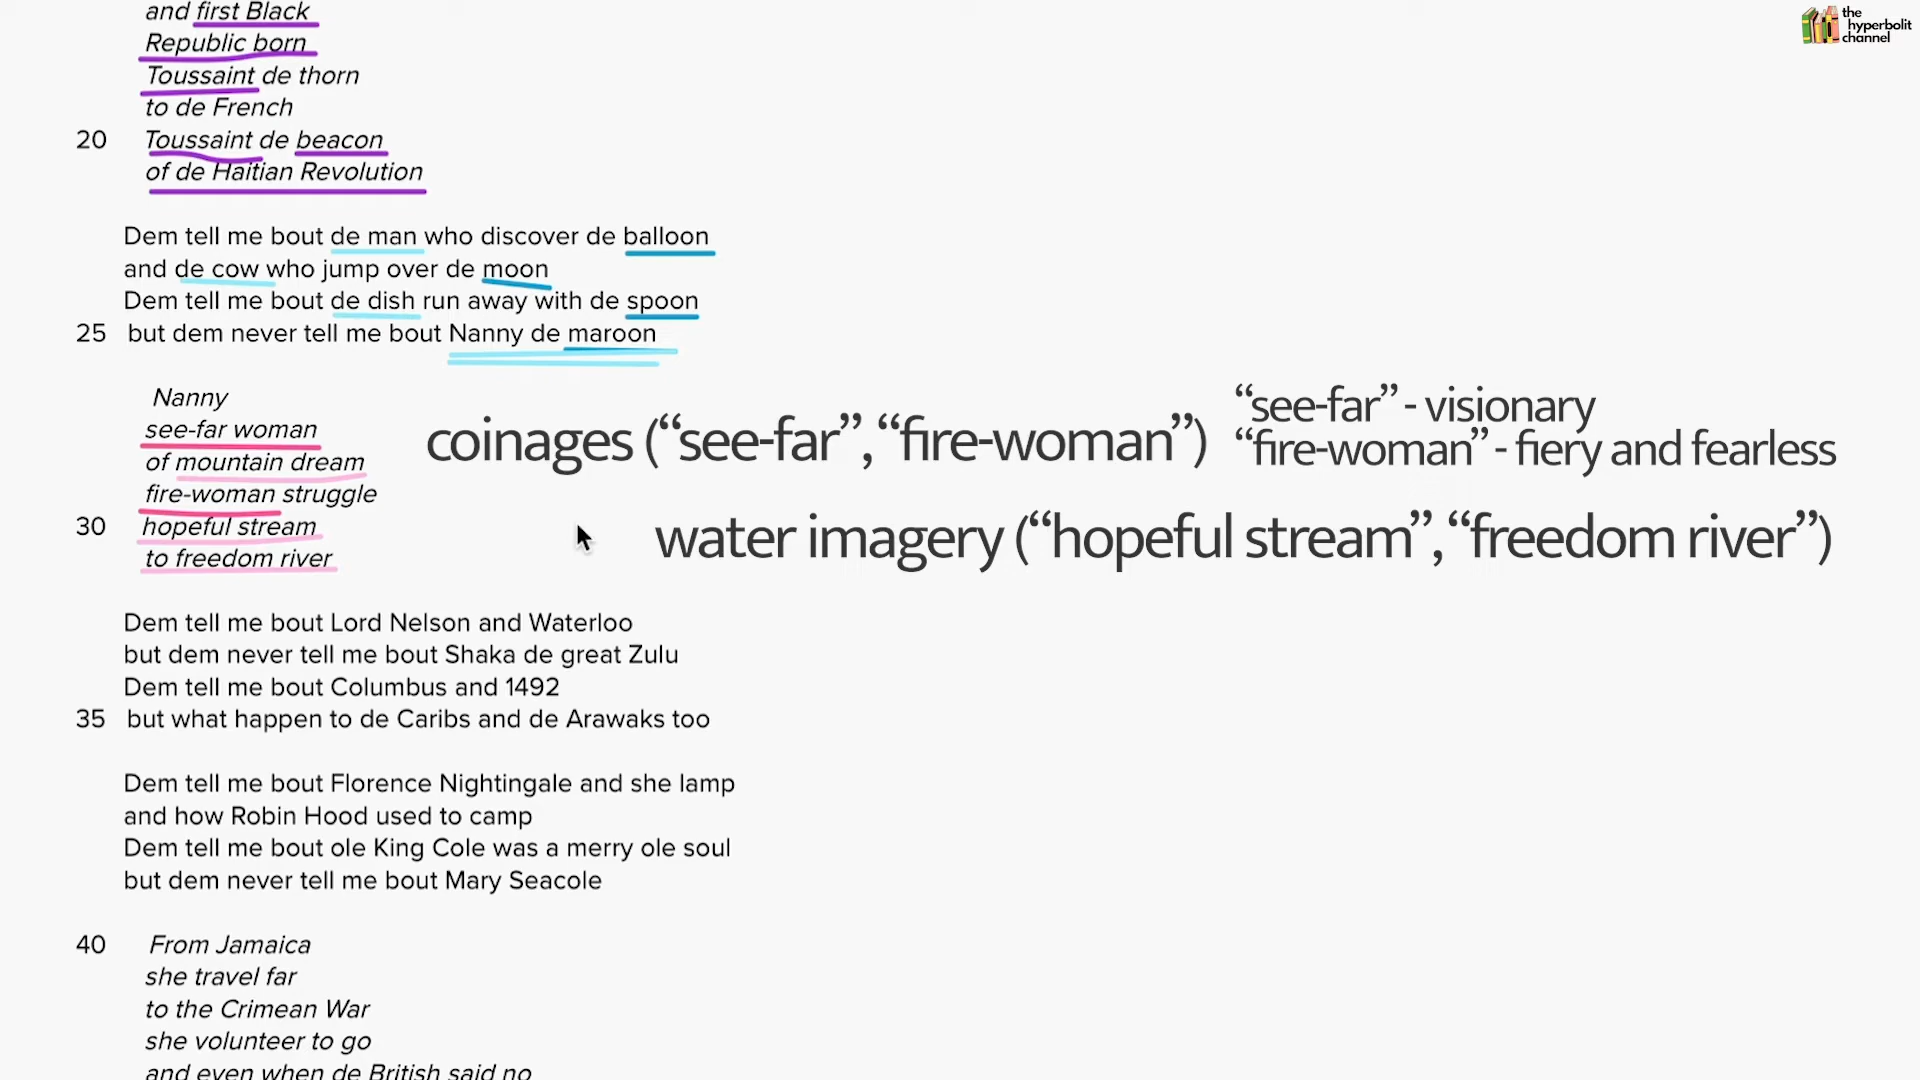 and first Black
Republic born
Toussaint de thorn
to de French
20 Toussaint de beacon
of de Haitian Revolution
Dem tell me bout de man who discover de balloon
and de cow who jump over de moon
Dem tell me bout de dish run away with de spoon
25 but dem never tell me bout Nanny de maroon
Nanny
see-far woman
of mountain dream
fire-woman struggle
30 hopeful stream
to freedom river
coinages (“see-far”, “fire-woman”)
“see-far” - visionary
“fire-woman” - fiery and fearless
water imagery (“hopeful stream”, “freedom river”)
Dem tell me bout Lord Nelson and Waterloo
but dem never tell me bout Shaka de great Zulu
Dem tell me bout Columbus and 1492
35 but what happen to de Caribs and de Arawaks too
Dem tell me bout Florence Nightingale and she lamp
and how Robin Hood used to camp
Dem tell me bout ole King Cole was a merry ole soul
but dem never tell me bout Mary Seacole
40 From Jamaica
she travel far
to the Crimean War
she volunteer to go
and even when de British said no
the
hyperbolit
channel